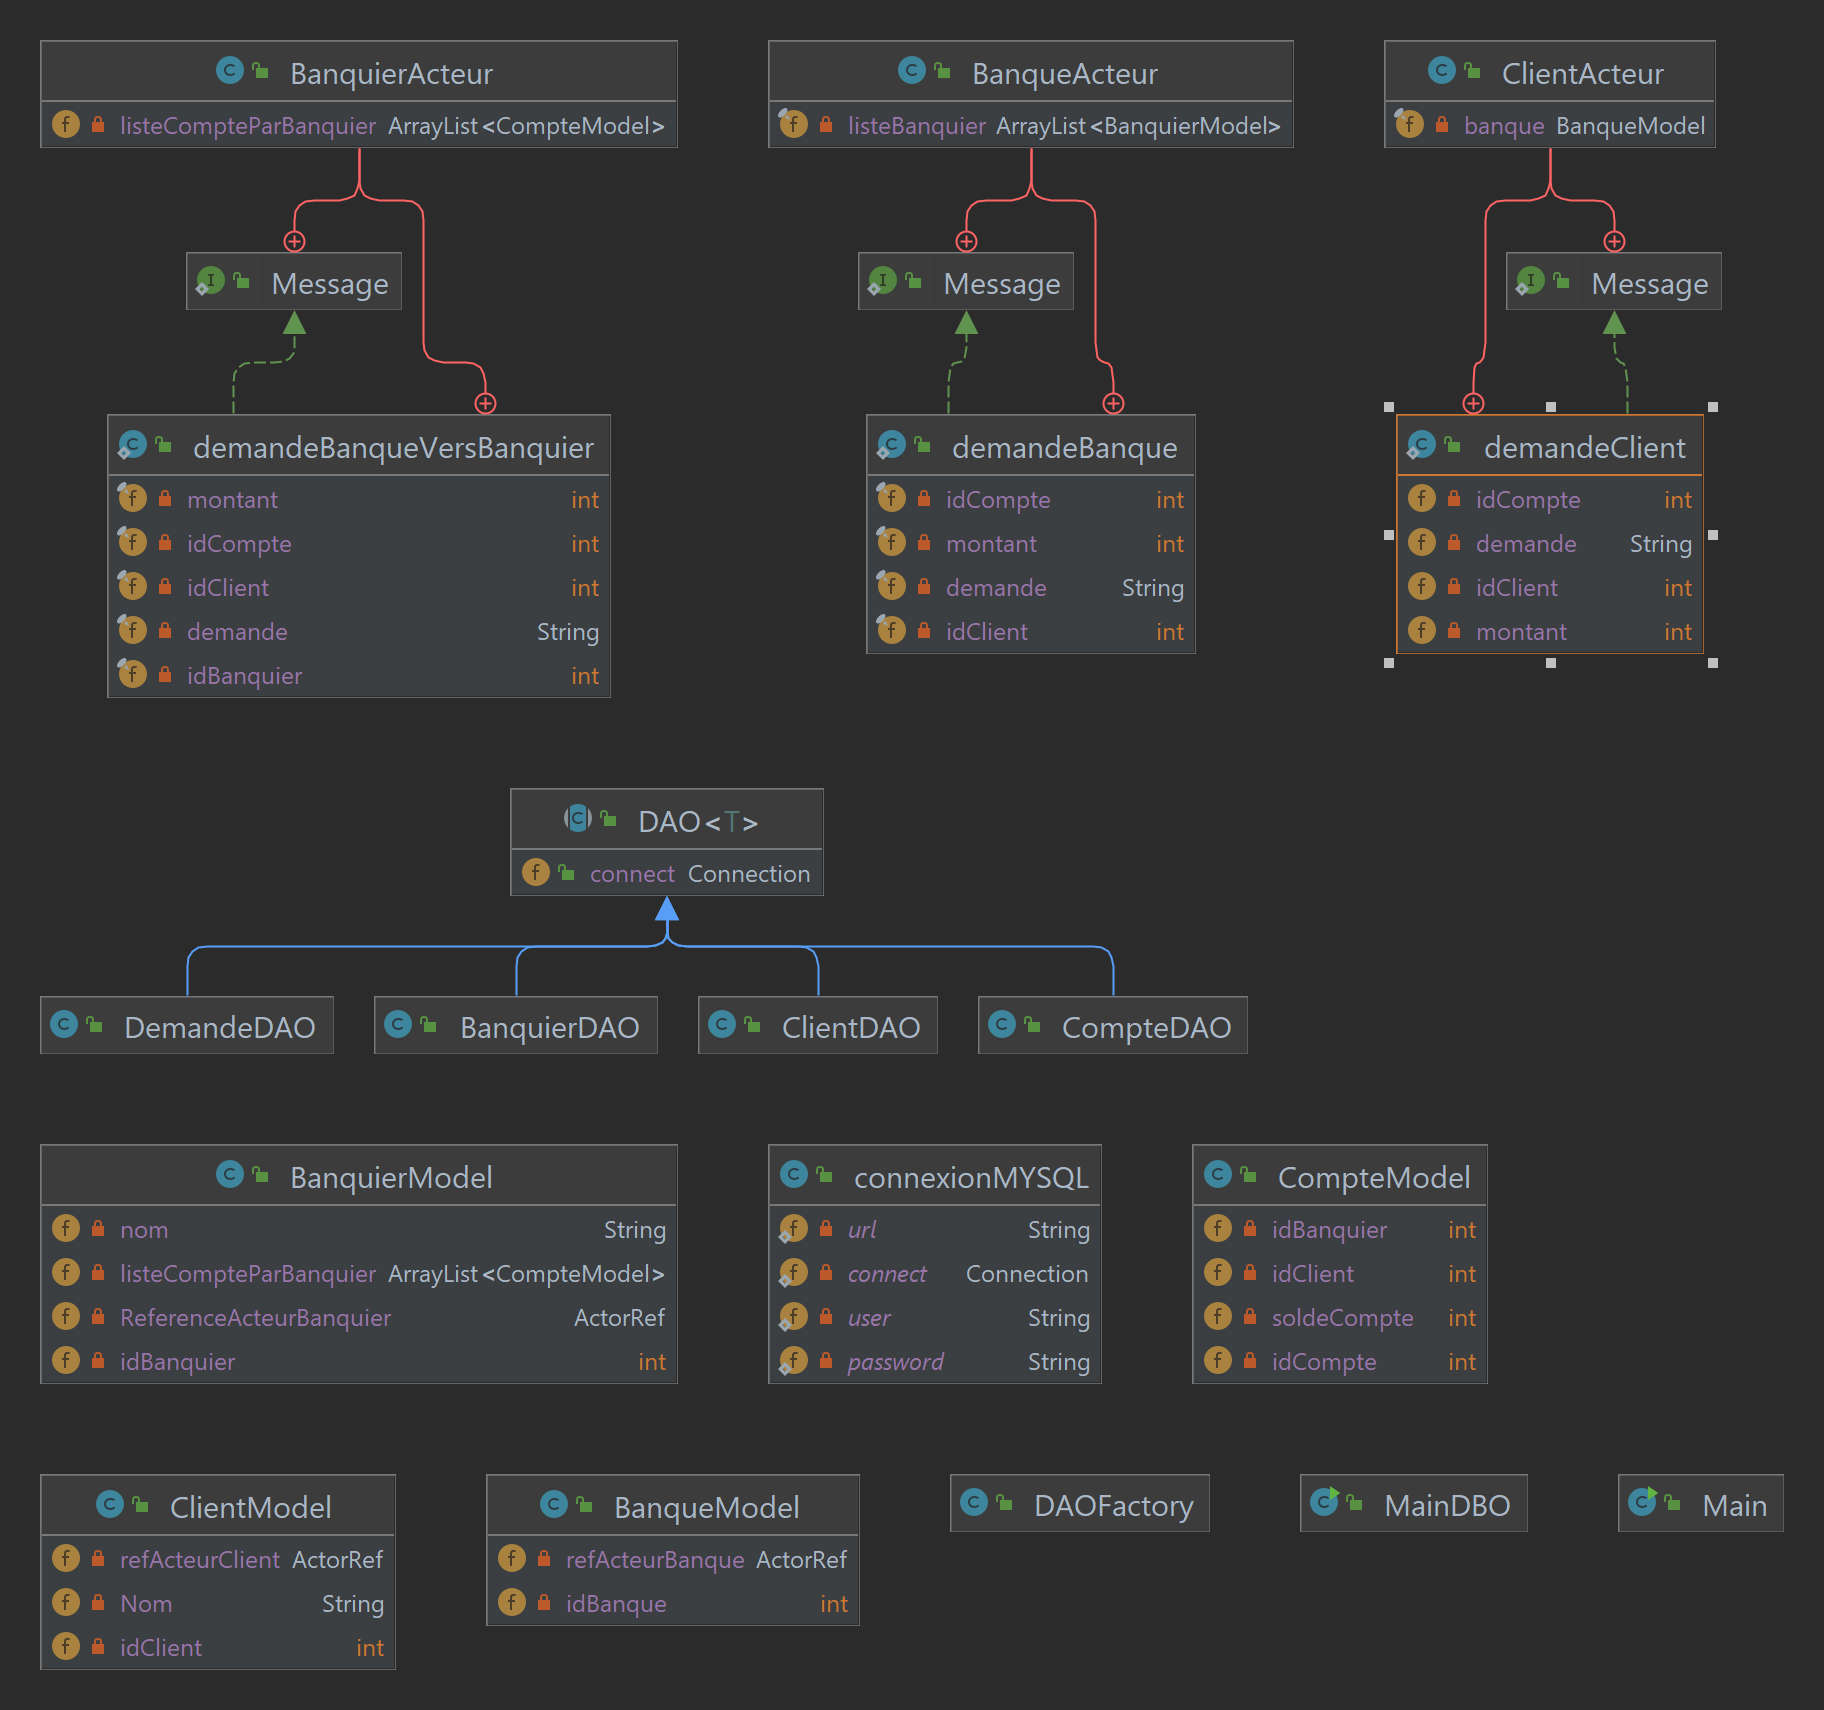 BanquierActeur
listeCompteParBanquier ArrayList<CompteModel>
BanqueActeur
listeBanquier ArrayList<BanquierModel>
ClientActeur
banque BanqueModel
Message
Message
Message
demandeBanqueVersBanquier
montant int
idCompte int
idClient int
demande String
idBanquier int
demandeBanque
idCompte int
montant int
demande String
idClient int
demandeClient
idCompte int
demande String
idClient int
montant int
DAO<T>
connect Connection
DemandeDAO
BanquierDAO
ClientDAO
CompteDAO
BanquierModel
nom String
listeCompteParBanquier ArrayList<CompteModel>
ReferenceActeurBanquier ActorRef
idBanquier int
connexionMYSQL
url String
connect Connection
user String
password String
CompteModel
idBanquier int
idClient int
soldeCompte int
idCompte int
ClientModel
refActeurClient ActorRef
Nom String
idClient int
BanqueModel
refActeurBanque ActorRef
idBanque int
DAOFactory
MainDBO
Main